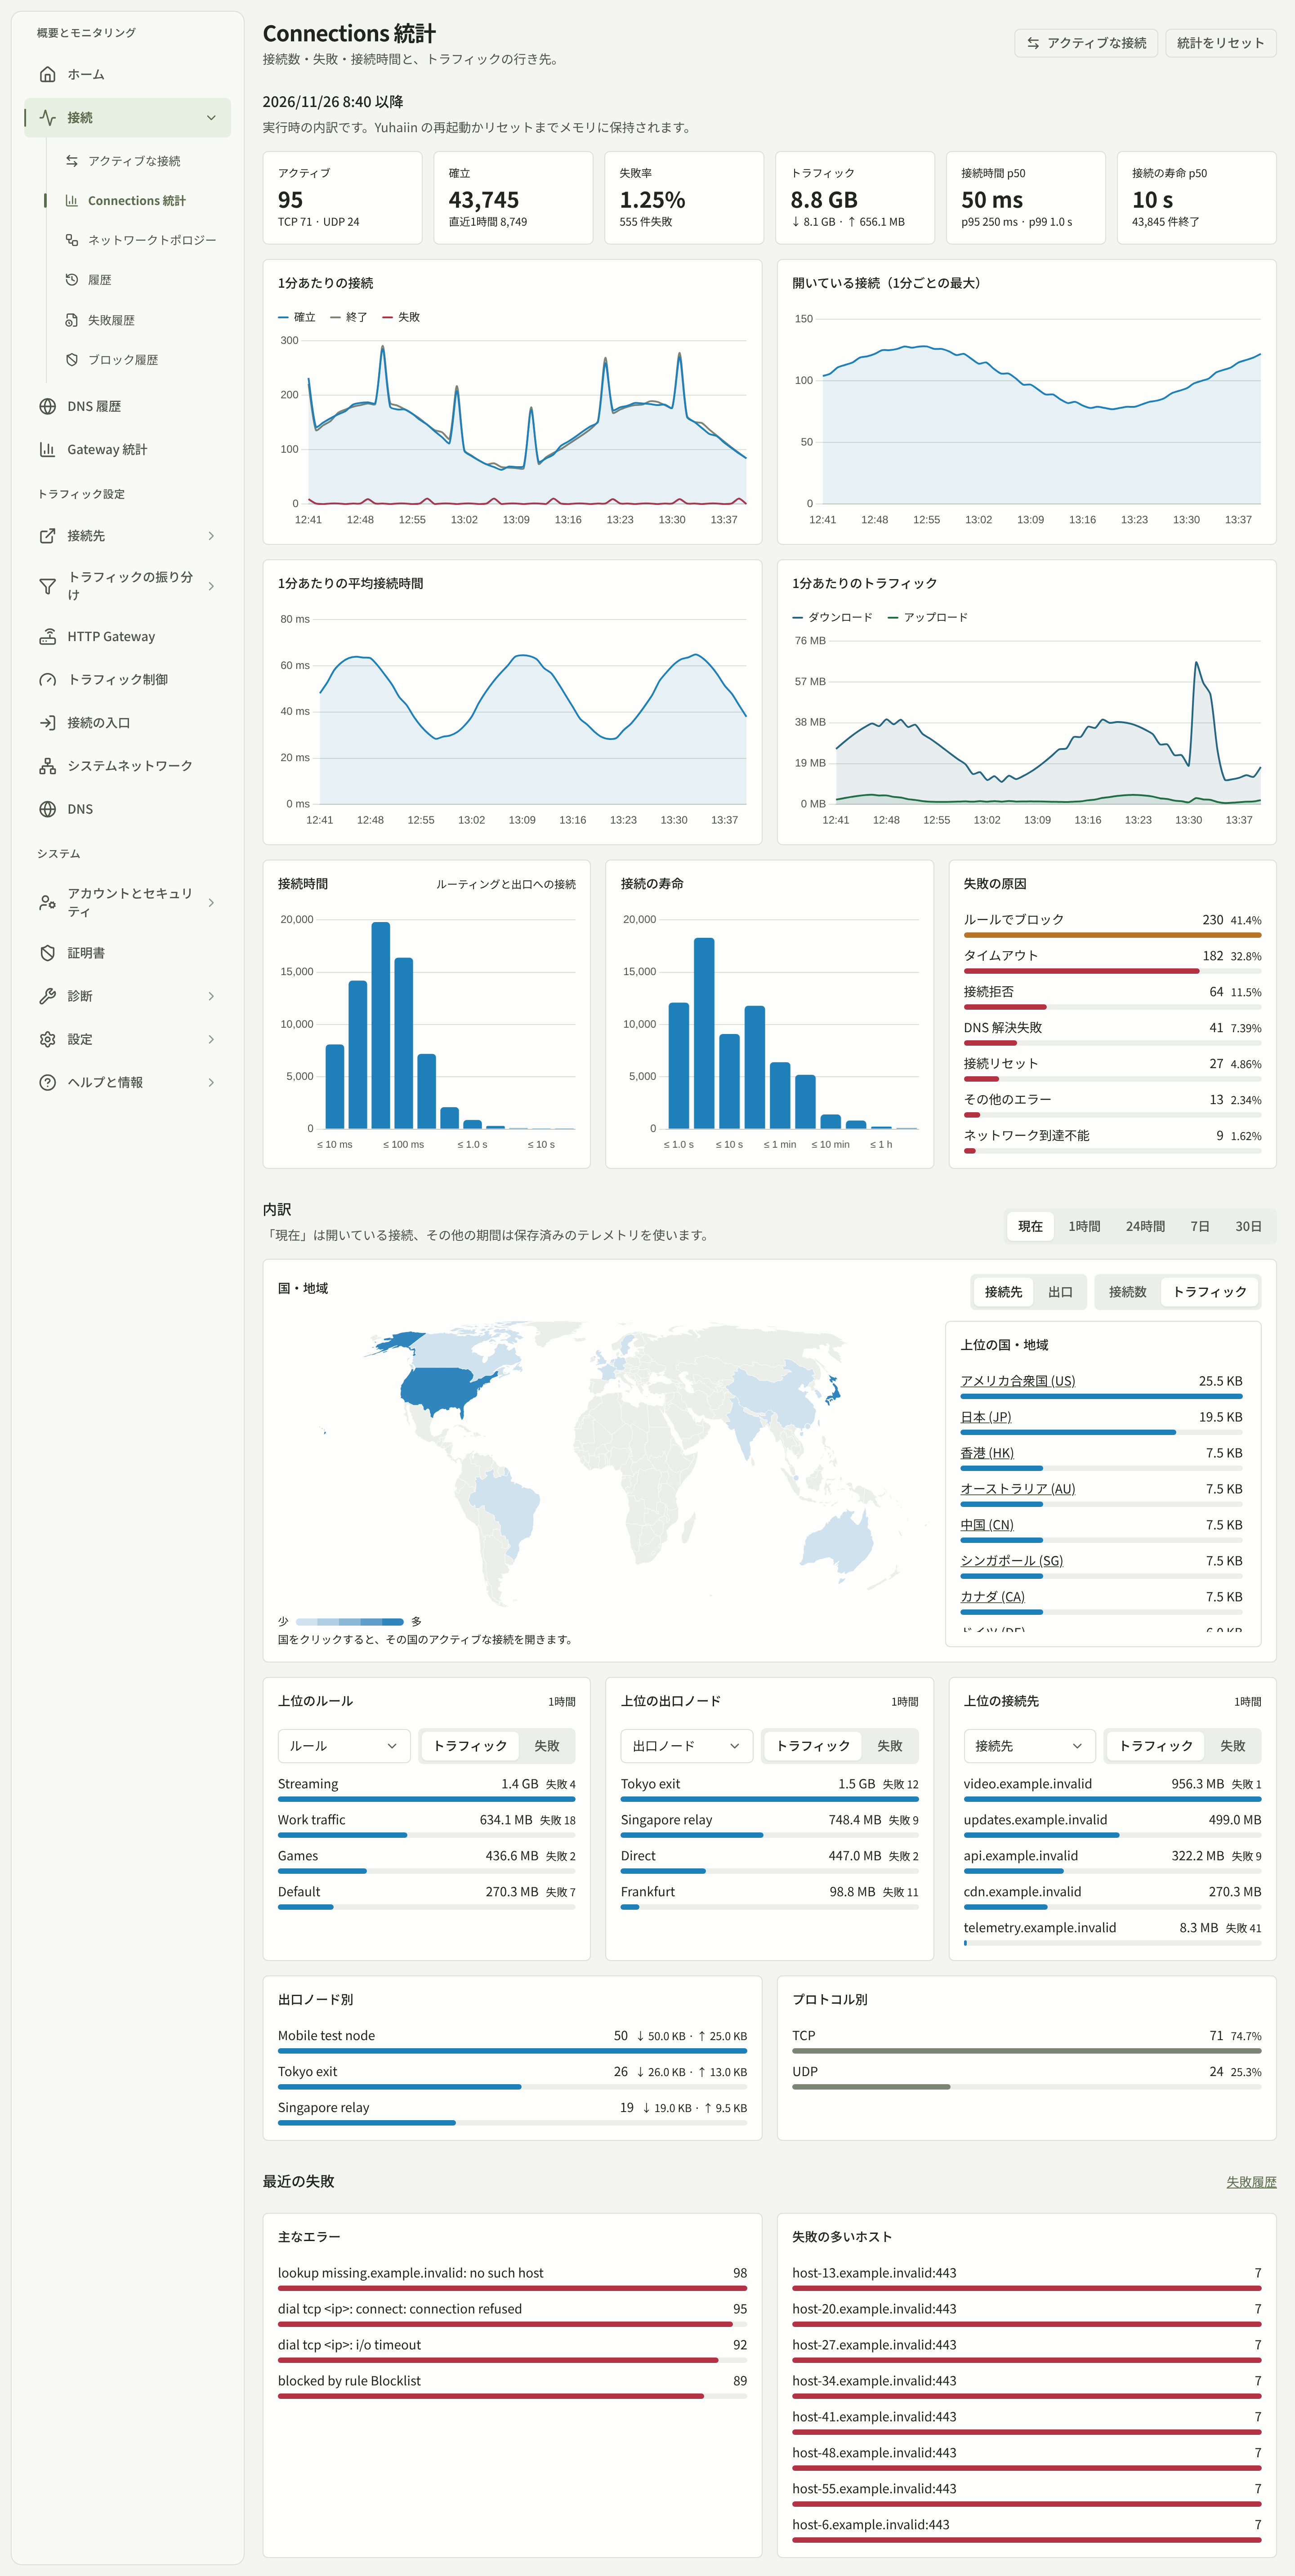 概要とモニタリング
ホーム
接続
アクティブな接続
Connections 統計
ネットワークトポロジー
履歴
失敗履歴
ブロック履歴
DNS 履歴
Gateway 統計
トラフィック設定
接続先
トラフィックの振り分
け
HTTP Gateway
トラフィック制御
接続の入口
システムネットワーク
DNS
システム
アカウントとセキュリ
ティ
証明書
診断
設定
ヘルプと情報
Connections 統計
接続数・失敗・接続時間と、トラフィックの行き先。
アクティブな接続
統計をリセット
2026/11/26 8:40 以降
実行時の内訳です。Yuhaiin の再起動かリセットまでメモリに保持されます。
アクティブ
95
TCP 71 · UDP 24
確立
43,745
直近1時間 8,749
失敗率
1.25%
555 件失敗
トラフィック
8.8 GB
↓ 8.1 GB · ↑ 656.1 MB
接続時間 p50
50 ms
p95 250 ms · p99 1.0 s
接続の寿命 p50
10 s
43,845 件終了
1分あたりの接続
確立 終了 失敗
300
200
100
0
12:41 12:48 12:55 13:02 13:09 13:16 13:23 13:30 13:37
開いている接続（1分ごとの最大）
150
100
50
0
12:41 12:48 12:55 13:02 13:09 13:16 13:23 13:30 13:37
1分あたりの平均接続時間
80 ms
60 ms
40 ms
20 ms
0 ms
12:41 12:48 12:55 13:02 13:09 13:16 13:23 13:30 13:37
1分あたりのトラフィック
ダウンロード アップロード
76 MB
57 MB
38 MB
19 MB
0 MB
12:41 12:48 12:55 13:02 13:09 13:16 13:23 13:30 13:37
接続時間 ルーティングと出口への接続
20,000
15,000
10,000
5,000
0
≤ 10 ms ≤ 100 ms ≤ 1.0 s ≤ 10 s
接続の寿命
20,000
15,000
10,000
5,000
0
≤ 1.0 s ≤ 10 s ≤ 1 min ≤ 10 min ≤ 1 h
失敗の原因
ルールでブロック 230 41.4%
タイムアウト 182 32.8%
接続拒否 64 11.5%
DNS 解決失敗 41 7.39%
接続リセット 27 4.86%
その他のエラー 13 2.34%
ネットワーク到達不能 9 1.62%
内訳
「現在」は開いている接続、その他の期間は保存済みのテレメトリを使います。
現在 1時間 24時間 7日 30日
国・地域
接続先 出口 接続数 トラフィック
少 多
国をクリックすると、その国のアクティブな接続を開きます。
上位の国・地域
アメリカ合衆国 (US) 25.5 KB
日本 (JP) 19.5 KB
香港 (HK) 7.5 KB
オーストラリア (AU) 7.5 KB
中国 (CN) 7.5 KB
シンガポール (SG) 7.5 KB
カナダ (CA) 7.5 KB
上位のルール 1時間
ルール トラフィック 失敗
Streaming 1.4 GB 失敗 4
Work traffic 634.1 MB 失敗 18
Games 436.6 MB 失敗 2
Default 270.3 MB 失敗 7
上位の出口ノード 1時間
出口ノード トラフィック 失敗
Tokyo exit 1.5 GB 失敗 12
Singapore relay 748.4 MB 失敗 9
Direct 447.0 MB 失敗 2
Frankfurt 98.8 MB 失敗 11
上位の接続先 1時間
接続先 トラフィック 失敗
video.example.invalid 956.3 MB 失敗 1
updates.example.invalid 499.0 MB
api.example.invalid 322.2 MB 失敗 9
cdn.example.invalid 270.3 MB
telemetry.example.invalid 8.3 MB 失敗 41
出口ノード別
Mobile test node 50 ↓ 50.0 KB · ↑ 25.0 KB
Tokyo exit 26 ↓ 26.0 KB · ↑ 13.0 KB
Singapore relay 19 ↓ 19.0 KB · ↑ 9.5 KB
プロトコル別
TCP 71 74.7%
UDP 24 25.3%
最近の失敗
失敗履歴
主なエラー
lookup missing.example.invalid: no such host 98
dial tcp <ip>: connect: connection refused 95
dial tcp <ip>: i/o timeout 92
blocked by rule Blocklist 89
失敗の多いホスト
host-13.example.invalid:443 7
host-20.example.invalid:443 7
host-27.example.invalid:443 7
host-34.example.invalid:443 7
host-41.example.invalid:443 7
host-48.example.invalid:443 7
host-55.example.invalid:443 7
host-6.example.invalid:443 7